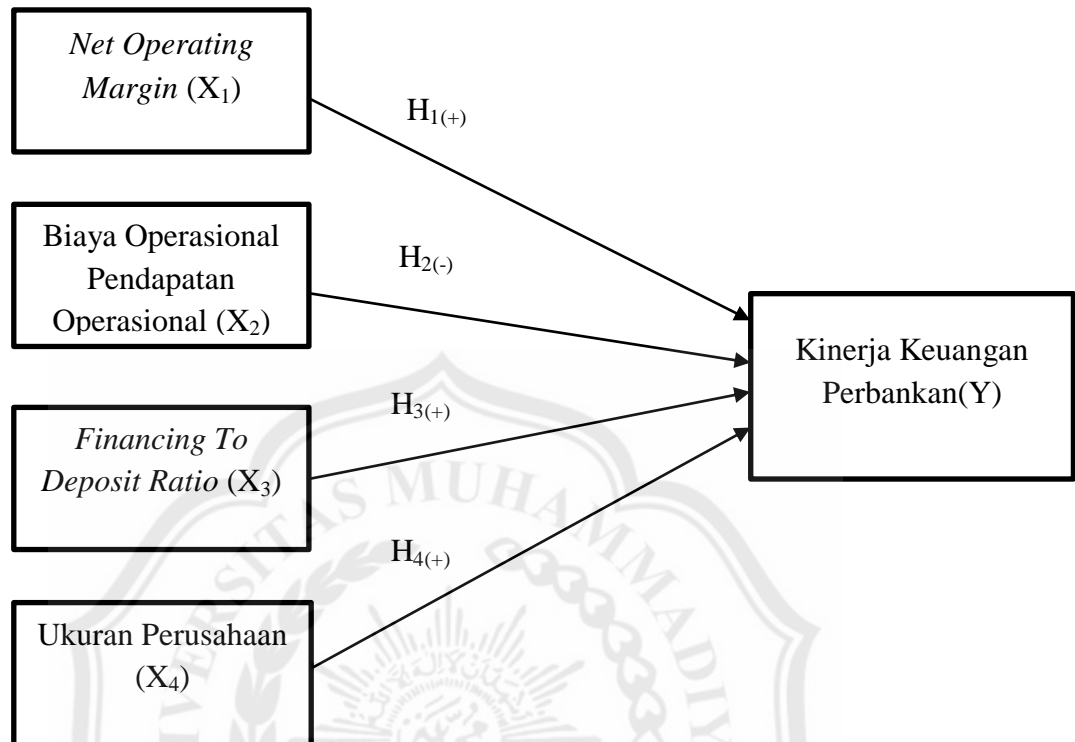 Net Operating
Margin (X1)
H1(+)
Biaya Operasional
Pendapatan
Operasional (X2)
H2(-)
Kinerja Keuangan
Perbankan(Y)
Financing To
Deposit Ratio (X3)
H3(+)
H4(+)
Ukuran Perusahaan
(X4)